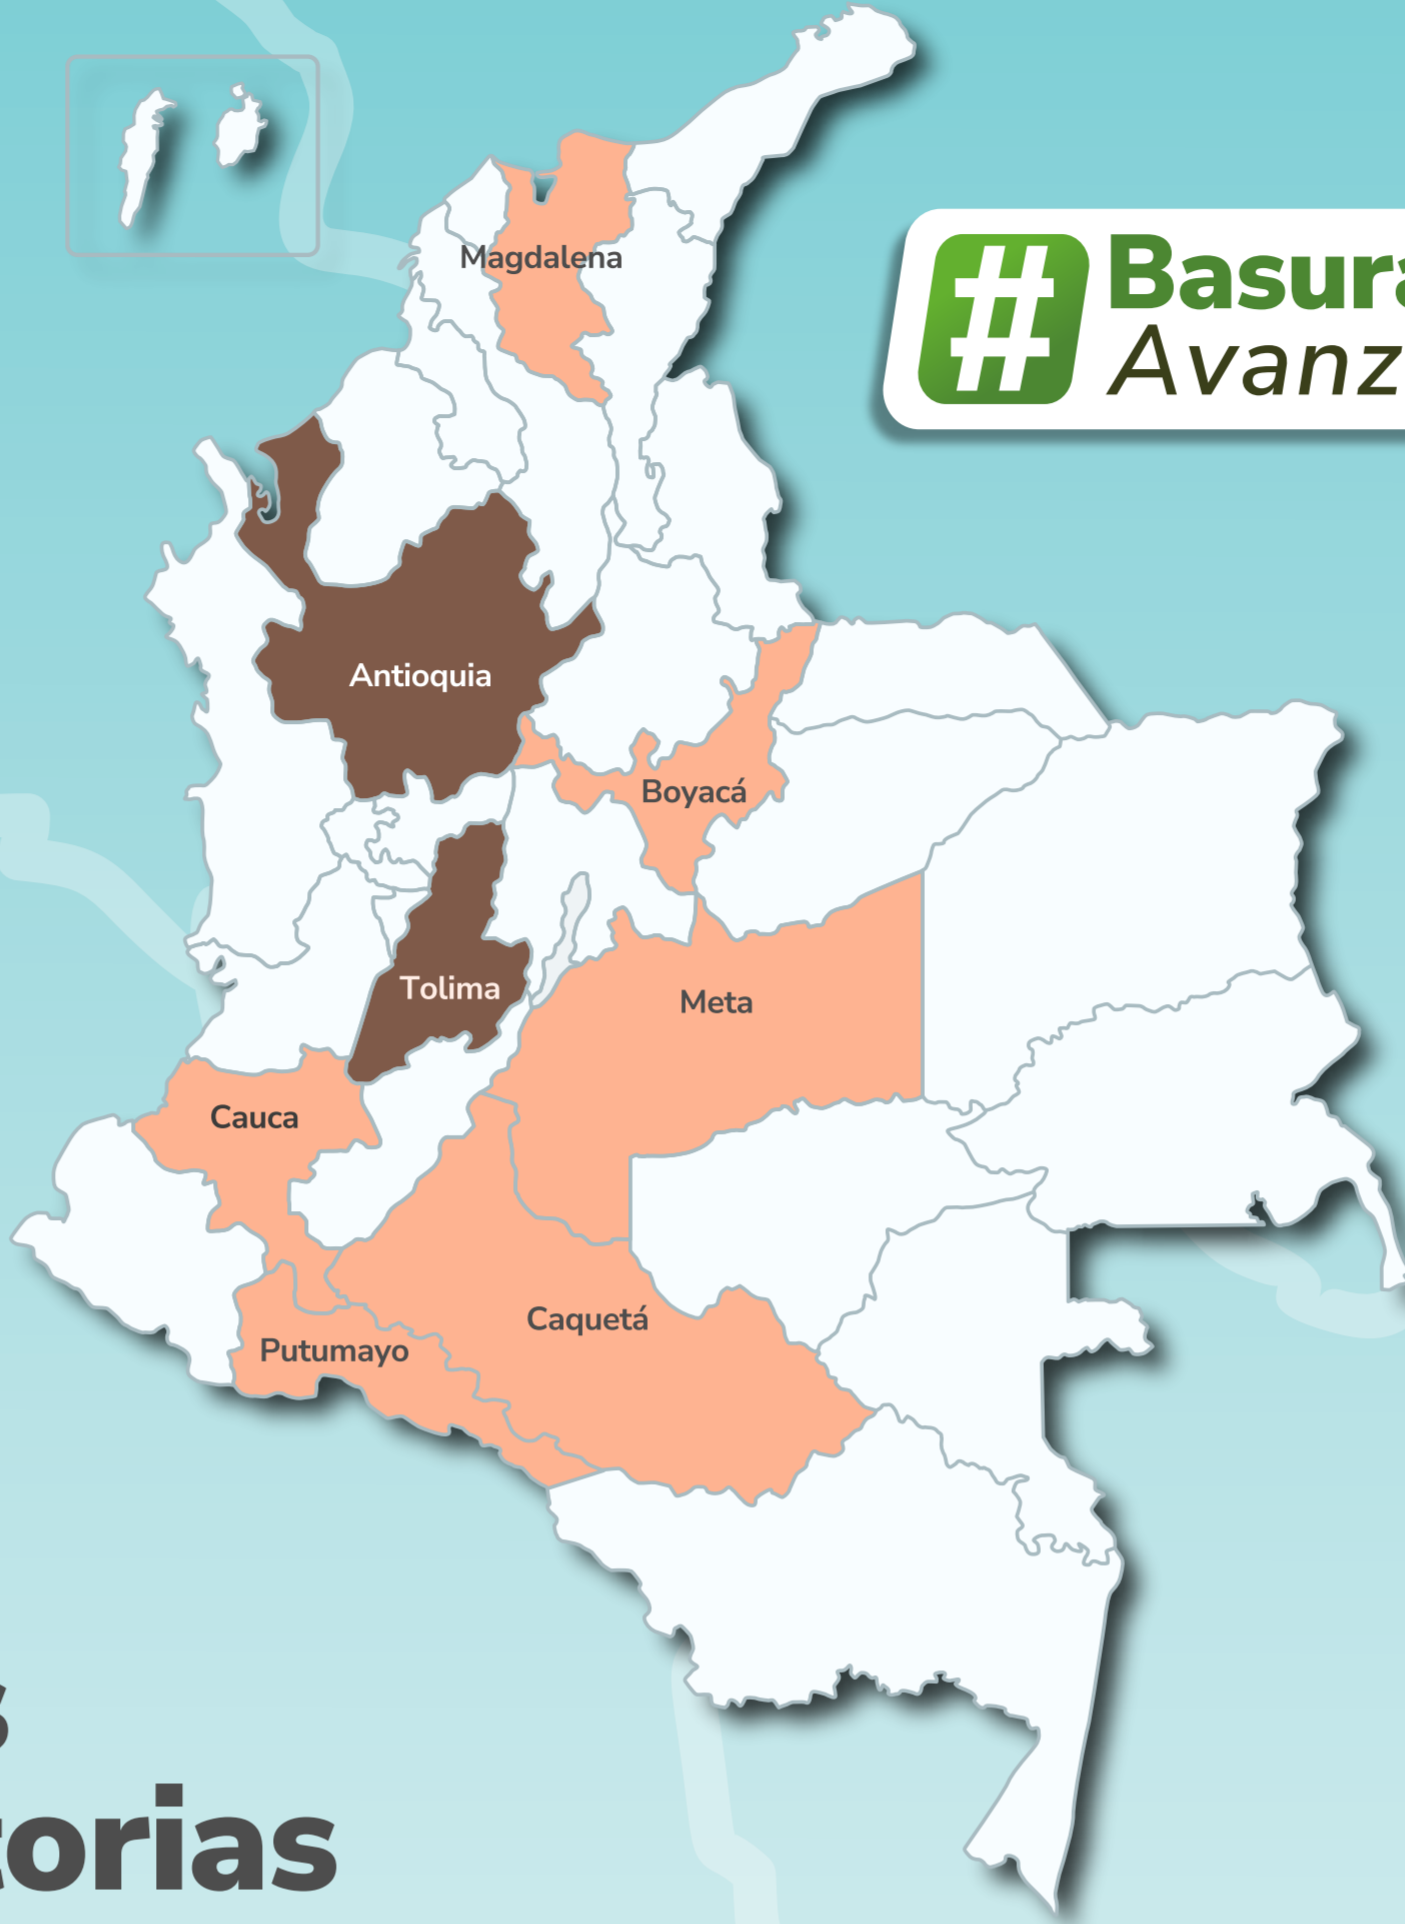 #
Basura
Avanz
Magdalena
Antioquia
Boyacá
Tolima
Meta
Cauca
Caquetá
Putumayo
s
torias